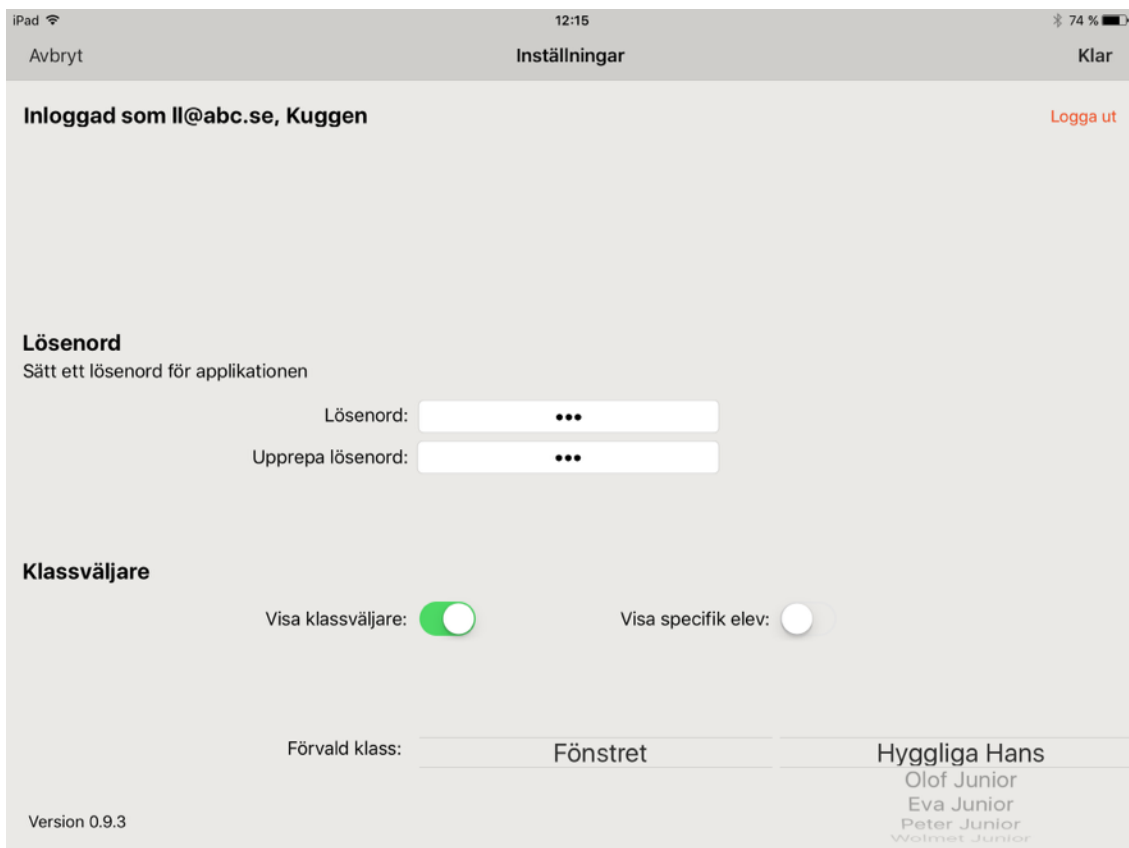 iPad 12:15 74 %
Avbryt Inställningar Klar
Inloggad som ll@abc.se, Kuggen Logga ut
Lösenord
Sätt ett lösenord för applikationen
Lösenord: •••
Upprepa lösenord: •••
Klassväljare
Visa klassväljare: Visa specifik elev:
Förvald klass: Fönstret Hyggliga Hans
Olof Junior
Eva Junior
Peter Junior
Wolmet Junior
Version 0.9.3